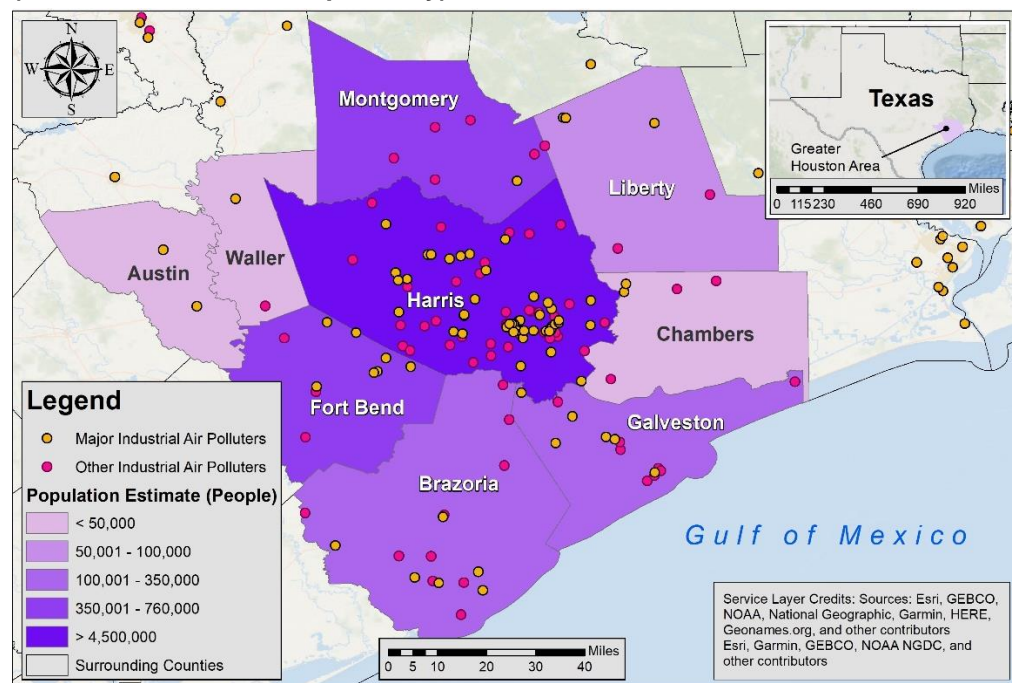 N
W E
S
Montgomery
Liberty
Waller
Austin
Harris
Chambers
Fort Bend
Galveston
Brazoria
Gulf of Mexico
Texas
Greater
Houston Area
Miles
0 115 230 460 690 920
Legend
Major Industrial Air Polluters
Other Industrial Air Polluters
Population Estimate (People)
< 50,000
50,001 - 100,000
100,001 - 350,000
350,001 - 760,000
> 4,500,000
Surrounding Counties
Miles
0 5 10 20 30 40
Service Layer Credits: Sources: Esri, GEBCO,
NOAA, National Geographic, Garmin, HERE,
Geonames.org, and other contributors
Esri, Garmin, GEBCO, NOAA NGDC, and
other contributors